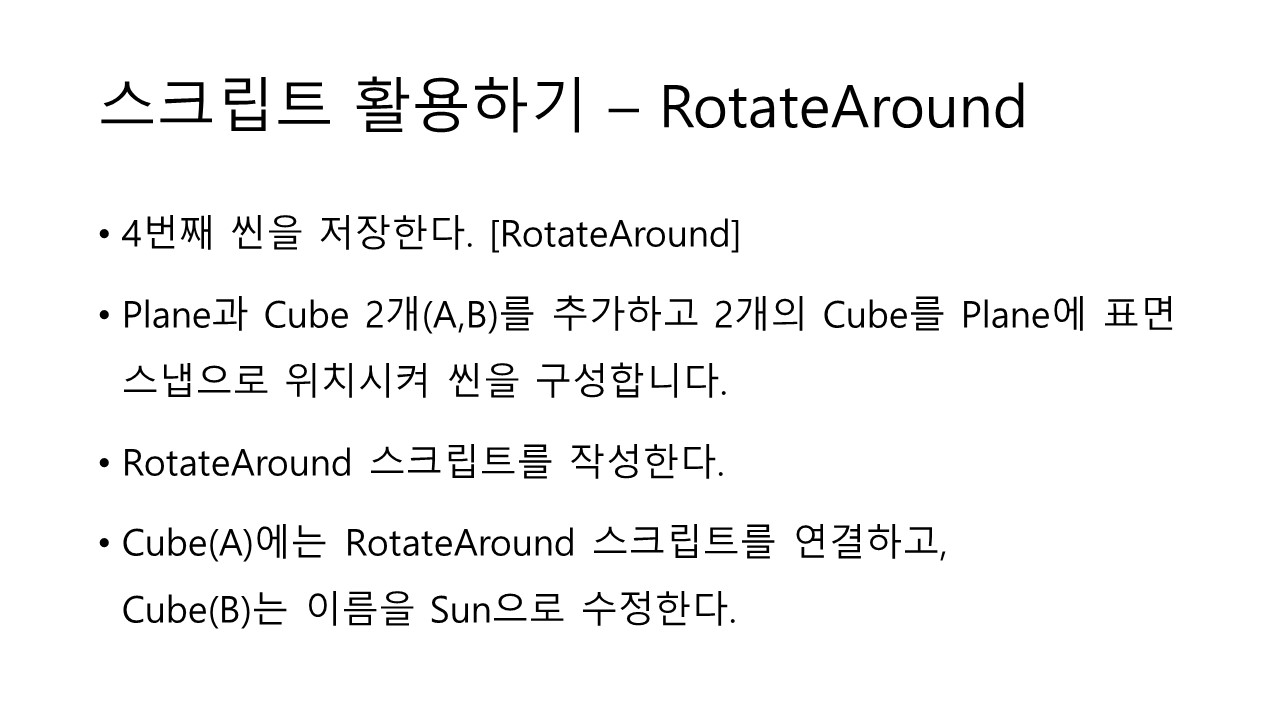 스크립트 활용하기 – RotateAround
• 4번째 씬을 저장한다. [RotateAround]
• Plane과 Cube 2개(A,B)를 추가하고 2개의 Cube를 Plane에 표면
스냅으로 위치시켜 씬을 구성합니다.
• RotateAround 스크립트를 작성한다.
• Cube(A)에는 RotateAround 스크립트를 연결하고,
Cube(B)는 이름을 Sun으로 수정한다.